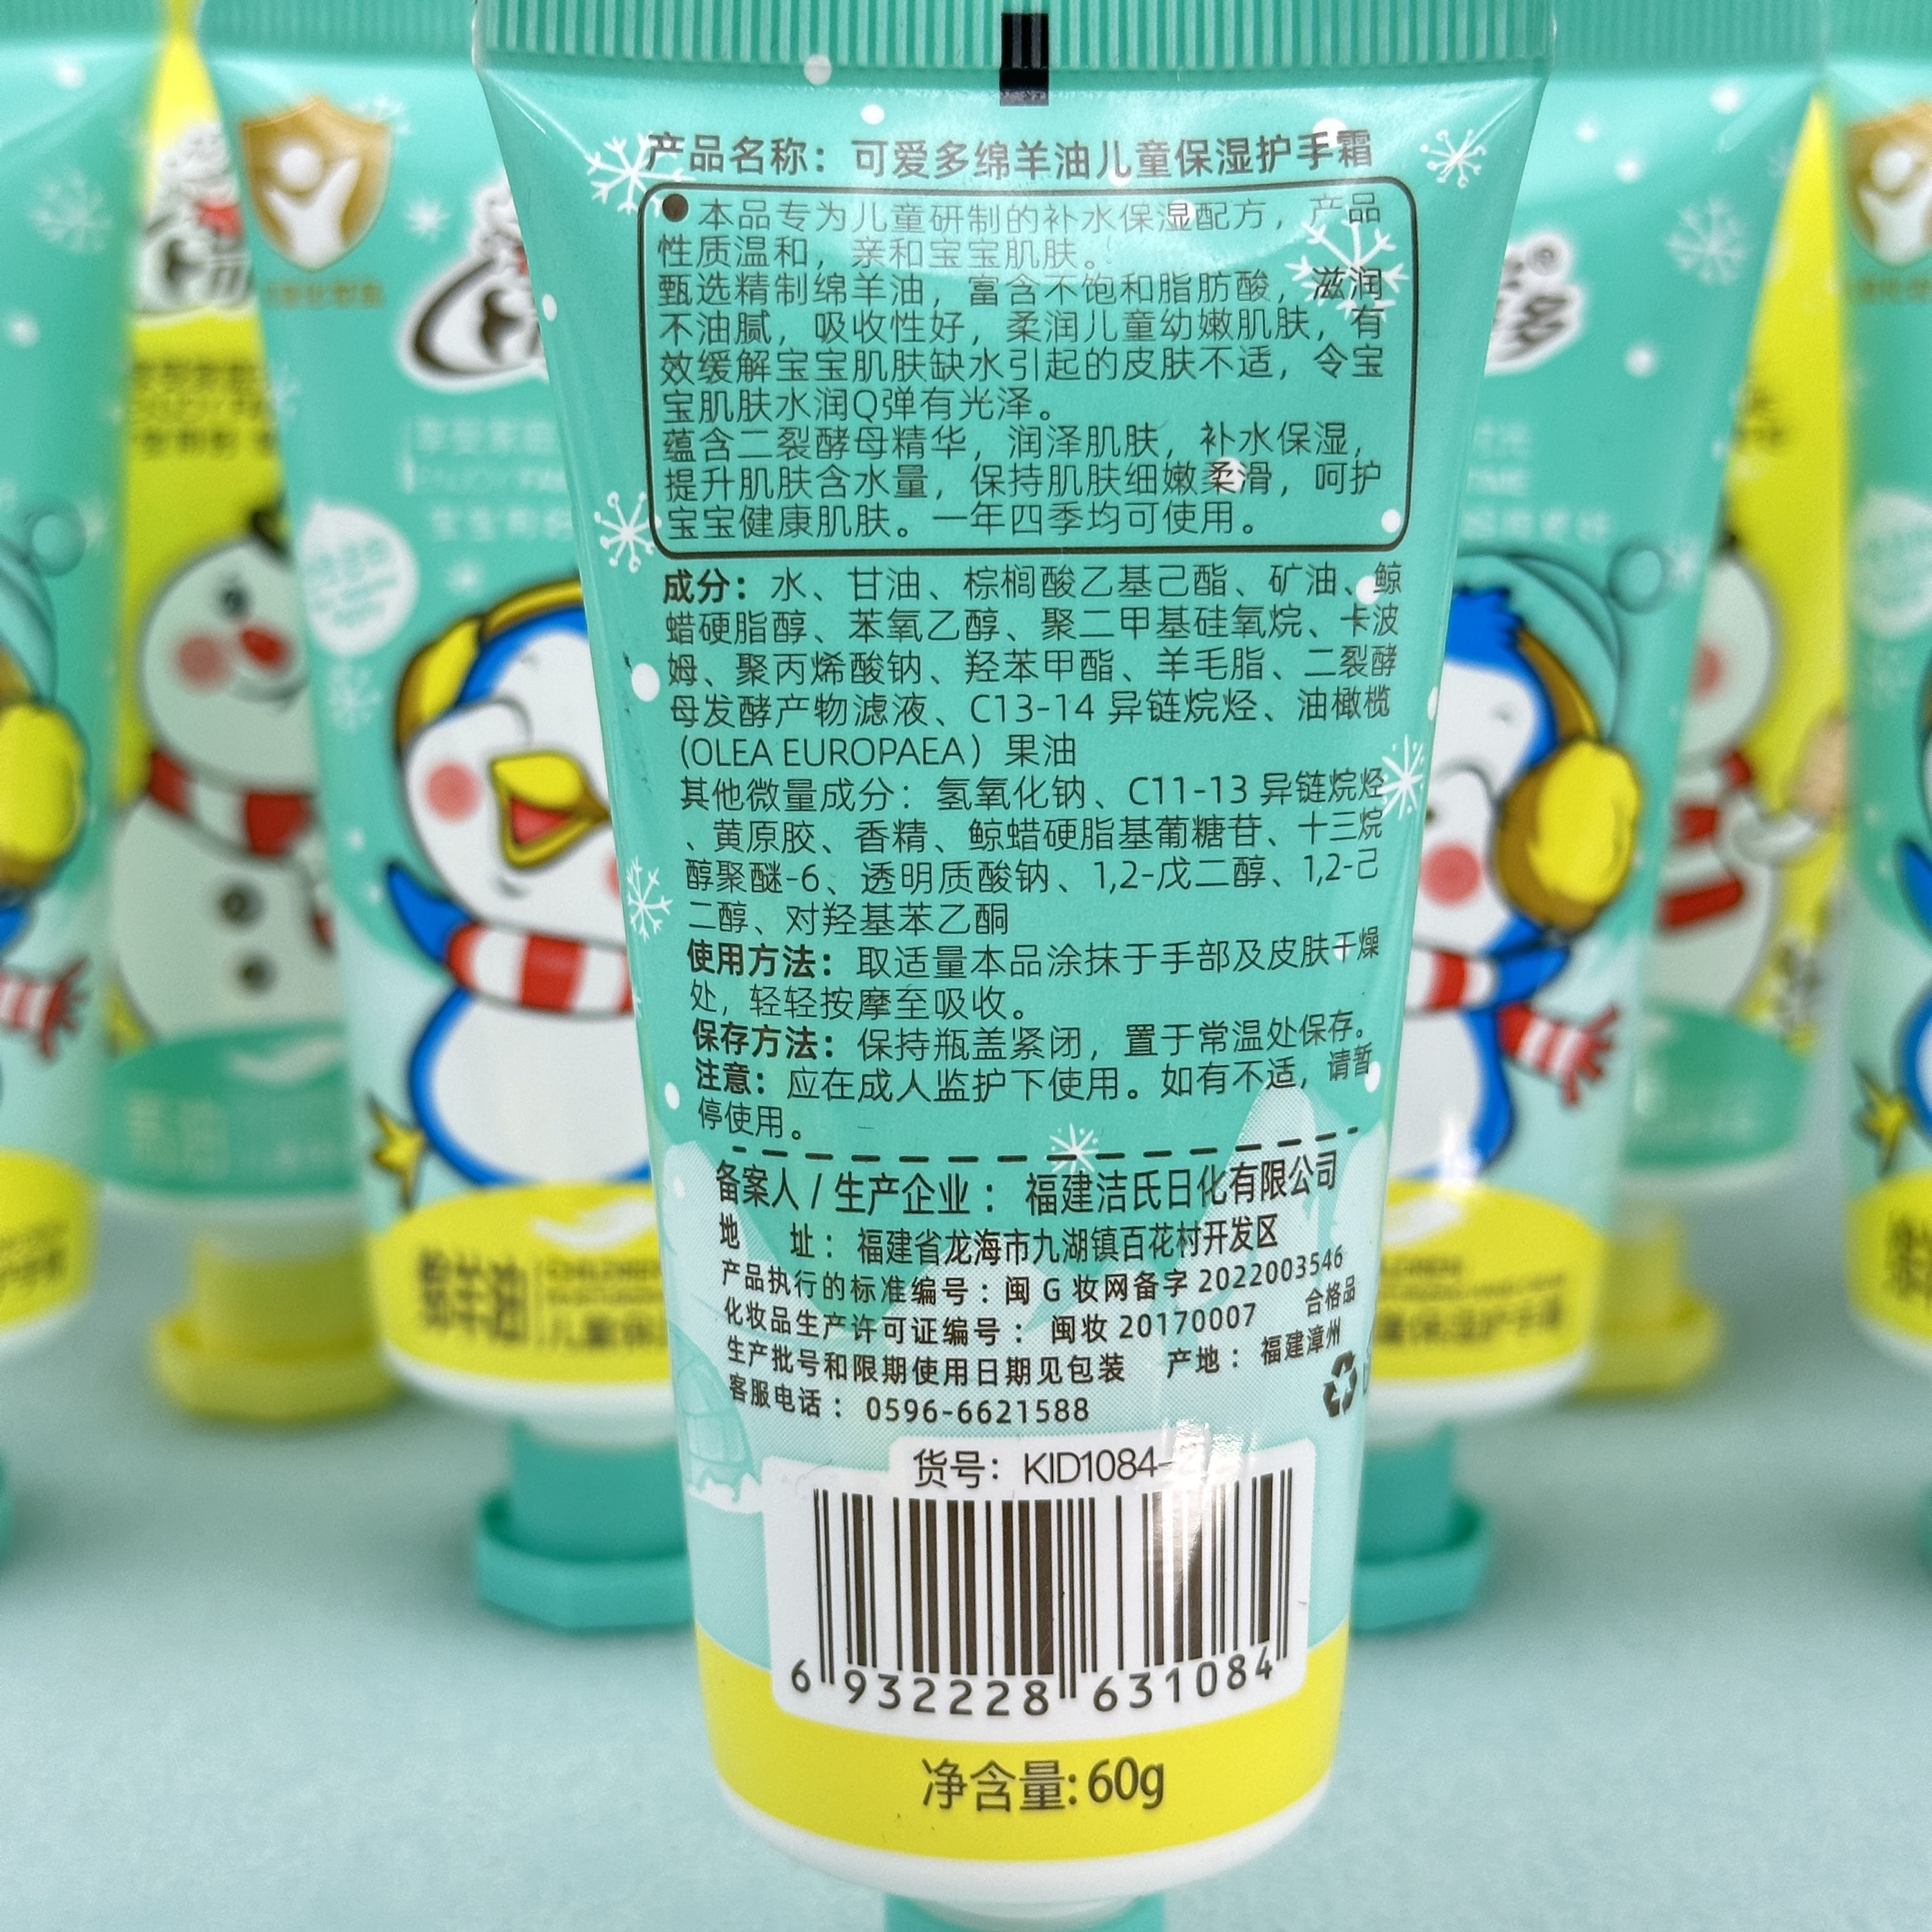 产品名称：可爱多绵羊油儿童保湿护手霜
●本品专为儿童研制的补水保湿配方，产品
性质温和，亲和宝宝肌肤。
甄选精制绵羊油，富含不饱和脂肪酸，滋润
不油腻，吸收性好，柔润儿童幼嫩肌肤，有
效缓解宝宝肌肤缺水引起的皮肤不适，令宝
宝肌肤水润Q弹有光泽。
蕴含二裂酵母精华，润泽肌肤，补水保湿，
提升肌肤含水量，保持肌肤细嫩柔滑，呵护
宝宝健康肌肤。一年四季均可使用。
成分：水、甘油、棕榈酸乙基己酯、矿油、鲸
蜡硬脂醇、苯氧乙醇、聚二甲基硅氧烷、卡波
姆、聚丙烯酸钠、羟苯甲酯、羊毛脂、二裂酵
母发酵产物滤液、C13-14 异链烷烃、油橄榄
(OLEA EUROPAEA）果油
其他微量成分：氢氧化钠、C11-13 异链烷烃
、黄原胶、香精、鲸蜡硬脂基葡糖苷、十三烷
醇聚醚-6、透明质酸钠、1,2-戊二醇、1,2-己
二醇、对羟基苯乙酮
使用方法：取适量本品涂抹于手部及皮肤干燥
处，轻轻按摩至吸收。
保存方法：保持瓶盖紧闭，置于常温处保存。
注意：应在成人监护下使用。如有不适，请暂
停使用。
备案人/生产企业：福建洁氏日化有限公司
地 址：福建省龙海市九湖镇百花村开发区
产品执行的标准编号：闽 G 妆网备字 2022003546
化妆品生产许可证编号：闽妆 20170007 合格品
生产批号和限期使用日期见包装 产地：福建漳州
客服电话：0596-6621588
货号：KID1084-
6 932228 631084
净含量:60g
绵羊油